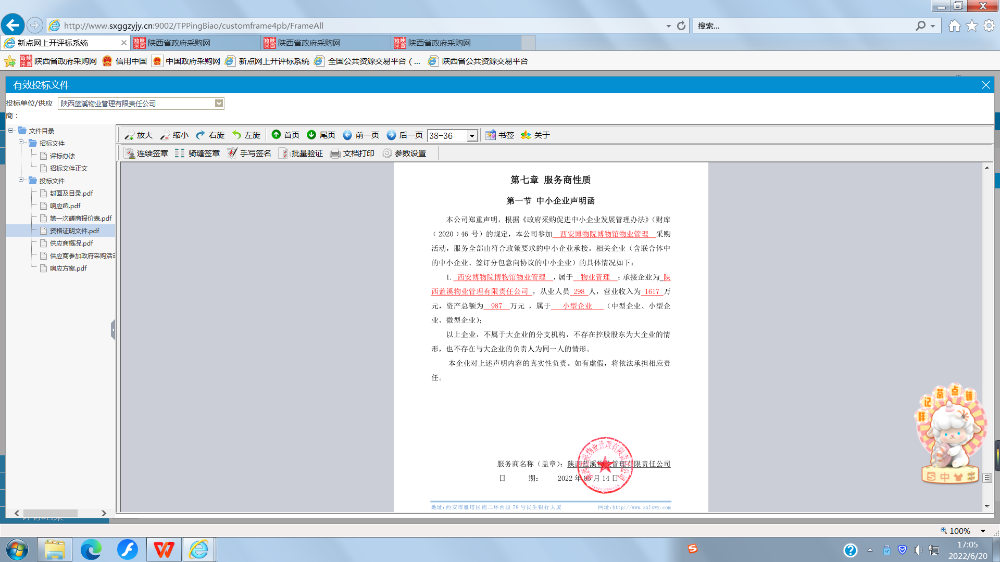 http://www.sxggzyjy.cn:9002/TPPingBiao/customframe4pb/FrameAll
搜索...
新点网上开评标系统
陕西省政府采购网
陕西省政府采购网
陕西省政府采购网
陕西省政府采购网
信用中国
中国政府采购网
新点网上开评标系统
全国公共资源交易平台 ( ...
陕西省公共资源交易平台
有效投标文件
投标单位/供应商：
陕西蓝溪物业管理有限责任公司
文件目录
招标文件
评标办法
招标文件正文
投标文件
封面及目录.pdf
响应函.pdf
第一次磋商报价表.pdf
资格证明文件.pdf
供应商概况.pdf
供应商参加政府采购活动
响应方案.pdf
放大 缩小 右旋 左旋 首页 尾页 前一页 后一页 38-36 书签 关于
连续签章 骑缝签章 手写签名 批量验证 文档打印 参数设置
第七章 服务商性质
第一节 中小企业声明函
本公司郑重声明，根据《政府采购促进中小企业发展管理办法》（财库
﹝2020﹞46 号）的规定，本公司参加 西安博物院博物馆物业管理 采购
活动，服务全部由符合政策要求的中小企业承接。相关企业（含联合体中
的中小企业、签订分包意向协议的中小企业）的具体情况如下：
1. 西安博物院博物馆物业管理 ，属于 物业管理 ；承接企业为 陕
西蓝溪物业管理有限责任公司 ，从业人员 298 人，营业收入为 1617 万
元，资产总额为 987 万元 ，属于 小型企业 （中型企业、小型企
业、微型企业）；
以上企业，不属于大企业的分支机构，不存在控股股东为大企业的情
形，也不存在与大企业的负责人为同一人的情形。
本企业对上述声明内容的真实性负责。如有虚假，将依法承担相应责
任。
服务商名称（盖章）：陕西蓝溪物业管理有限责任公司
日 期： 2022 年 06 月 14 日
地址：西安市雁塔区南二环西段 78 号民生银行大厦 网址：http://www.sxlxwy.com
评标结果
茶点铺
S 中
100%
17:05
2022/6/20